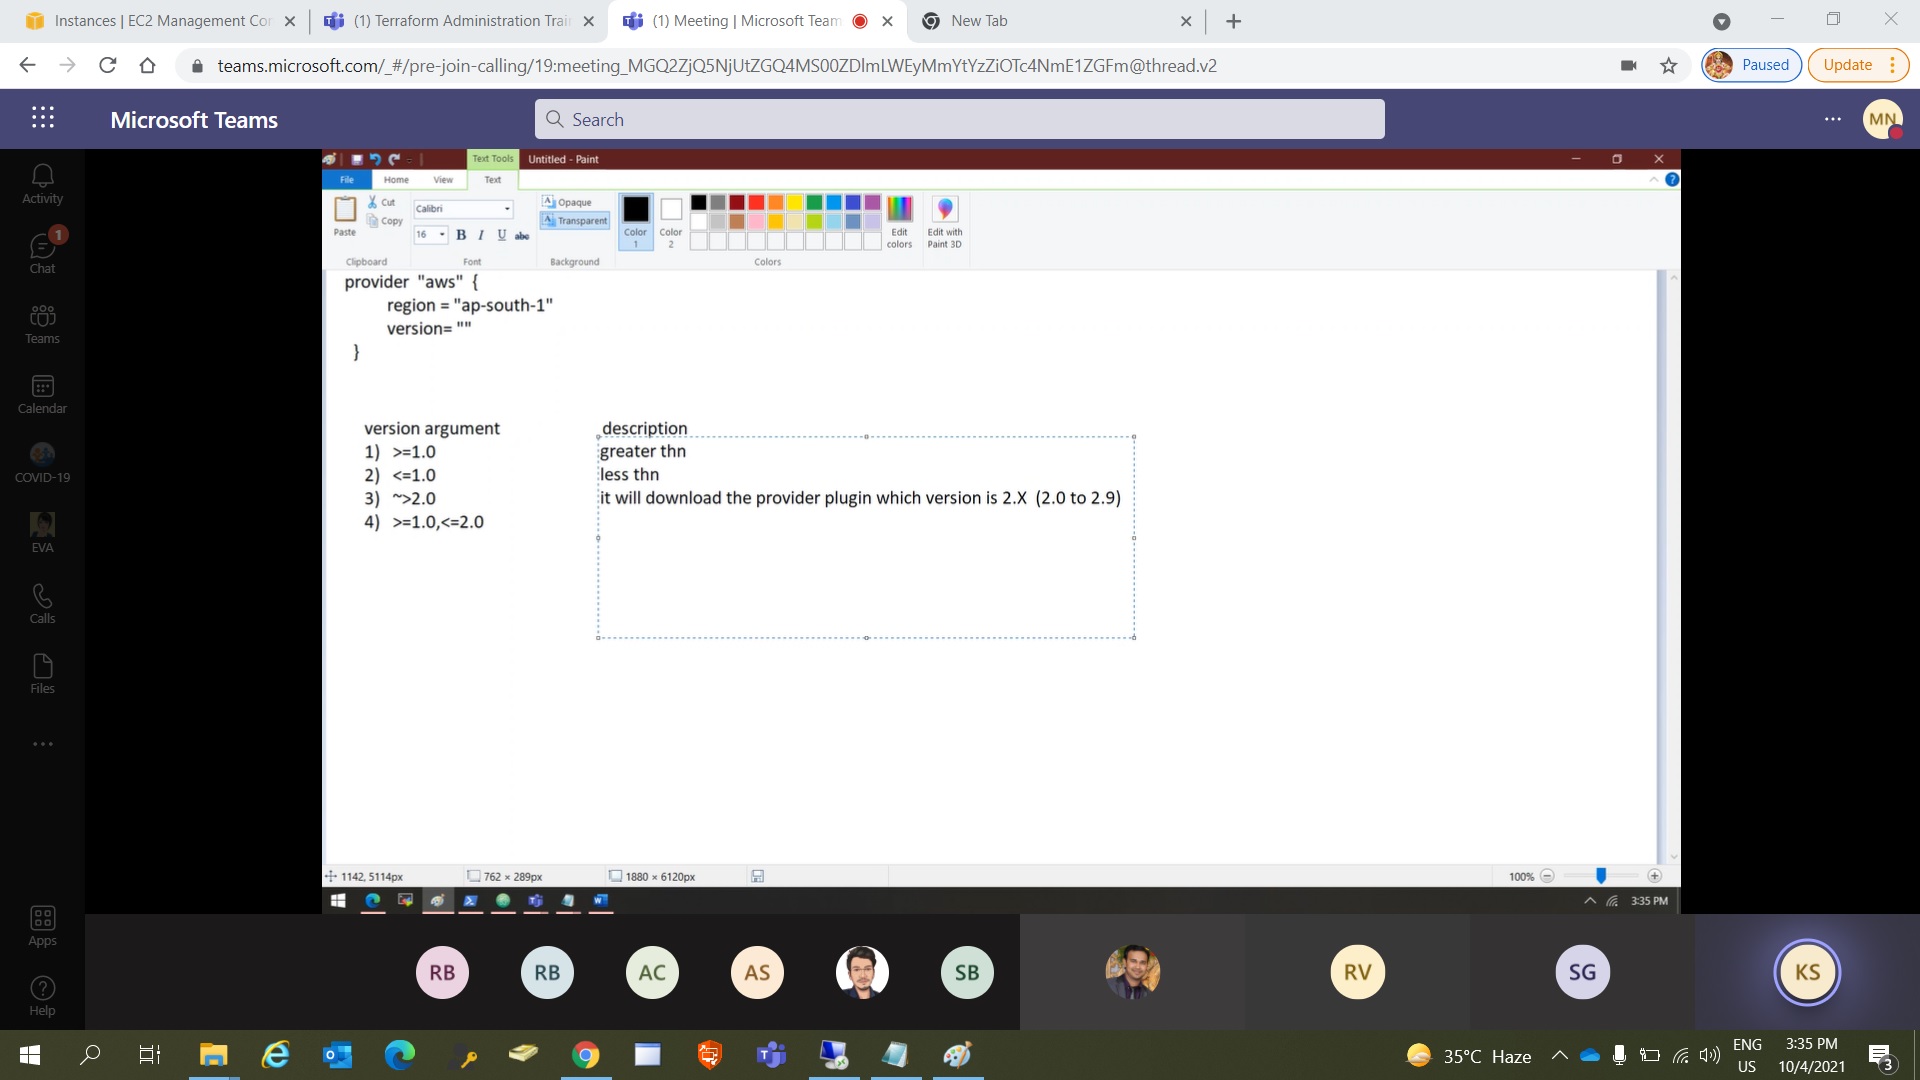 Instances | EC2 Management Con
(1) Terraform Administration Trai
(1) Meeting | Microsoft Team
New Tab
teams.microsoft.com/_#/pre-join-calling/19:meeting_MGQ2ZjQ5NjUtZGQ4MS00ZDlmLWEyMmYtYzZiOTc4NmE1ZGFm@thread.v2
Paused
Update
Microsoft Teams
Search
MN
Activity
1
Chat
Teams
Calendar
COVID-19
EVA
Calls
Files
Apps
Help
Text Tools
Untitled - Paint
File
Home
View
Text
Paste
Cut
Copy
Clipboard
Calibri
16
B I U abc
Font
Opaque
Transparent
Background
Color 1
Color 2
Edit colors
Edit with Paint 3D
Colors
provider "aws" {
region = "ap-south-1"
version= ""
}
version argument description
1) >=1.0 greater thn
2) <=1.0 less thn
3) ~>2.0 it will download the provider plugin which version is 2.X (2.0 to 2.9)
4) >=1.0,<=2.0
1142, 5114px
762 × 289px
1880 × 6120px
100%
3:35 PM
RB
RB
AC
AS
SB
RV
SG
KS
35°C Haze
ENG
US
3:35 PM
10/4/2021
3